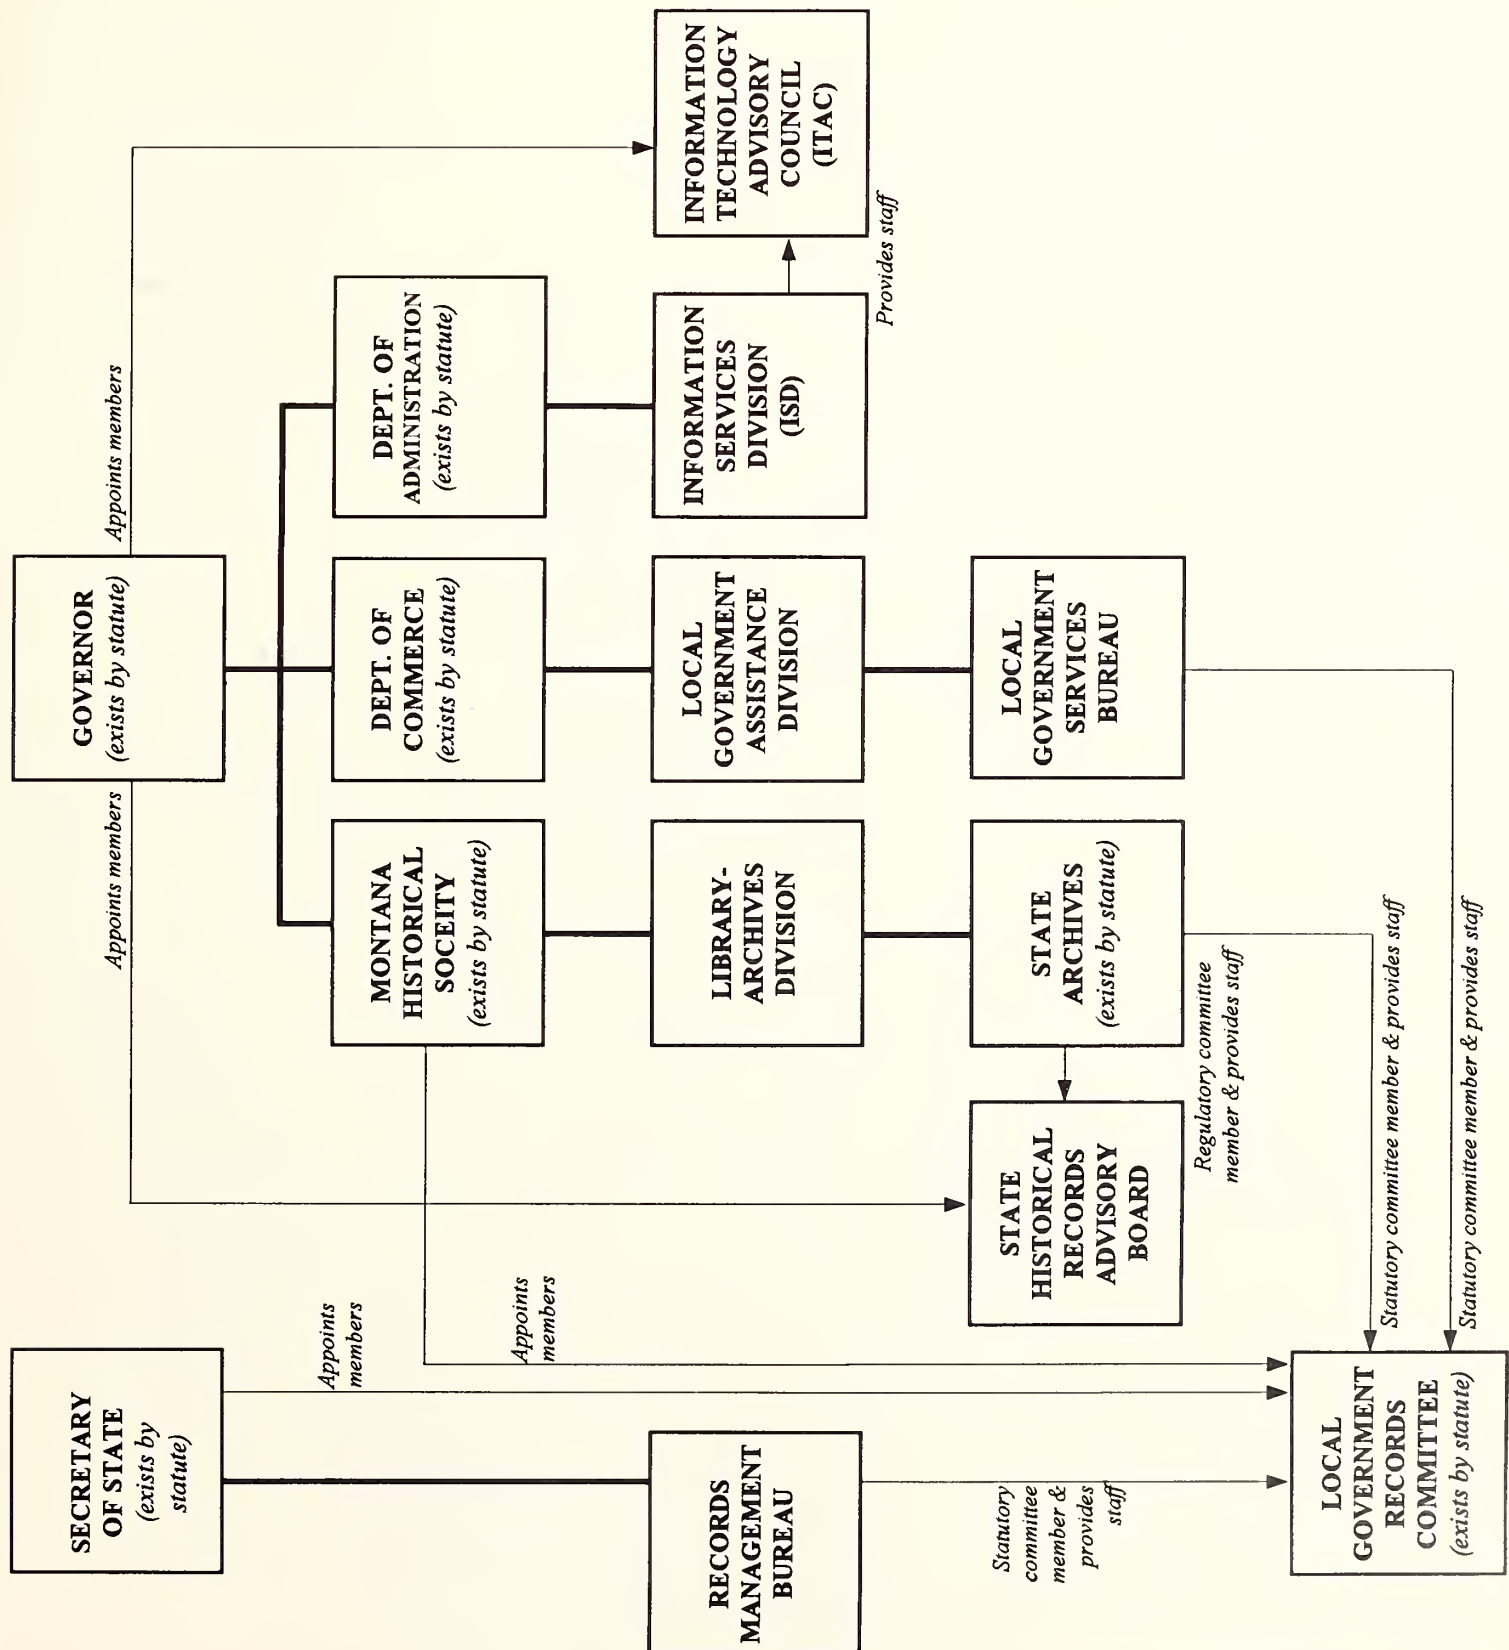 SECRETARY
OF STATE
(exists by
statute)
GOVERNOR
(exists by statute)
Appoints members
Appoints members
MONTANA
HISTORICAL
SOCEITY
(exists by statute)
DEPT. OF
COMMERCE
(exists by statute)
DEPT. OF
ADMINISTRATION
(exists by statute)
Appoints
members
Appoints
members
RECORDS
MANAGEMENT
BUREAU
LIBRARY-
ARCHIVES
DIVISION
LOCAL
GOVERNMENT
ASSISTANCE
DIVISION
INFORMATION
SERVICES
DIVISION
(ISD)
INFORMATION
TECHNOLOGY
ADVISORY
COUNCIL
(ITAC)
Provides staff
STATE
HISTORICAL
RECORDS
ADVISORY
BOARD
STATE
ARCHIVES
(exists by statute)
LOCAL
GOVERNMENT
SERVICES
BUREAU
Statutory
committee
member &
provides
staff
Regulatory committee
member & provides staff
LOCAL
GOVERNMENT
RECORDS
COMMITTEE
(exists by statute)
Statutory committee member & provides staff
Statutory committee member & provides staff